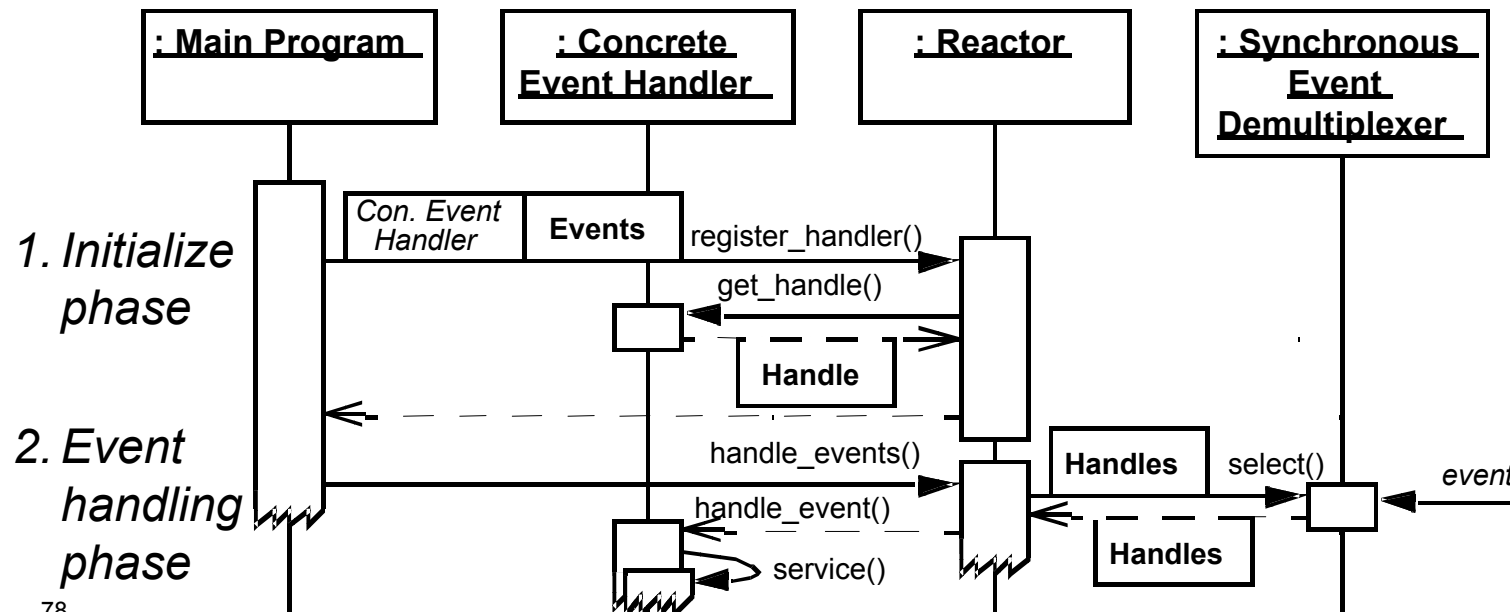 : Main Program
: Concrete
Event Handler
: Reactor
: Synchronous
Event
Demultiplexer
1. Initialize
phase
Con. Event
Handler
Events
register_handler()
get_handle()
Handle
2. Event
handling
phase
handle_events()
Handles
select()
event
handle_event()
Handles
service()
78